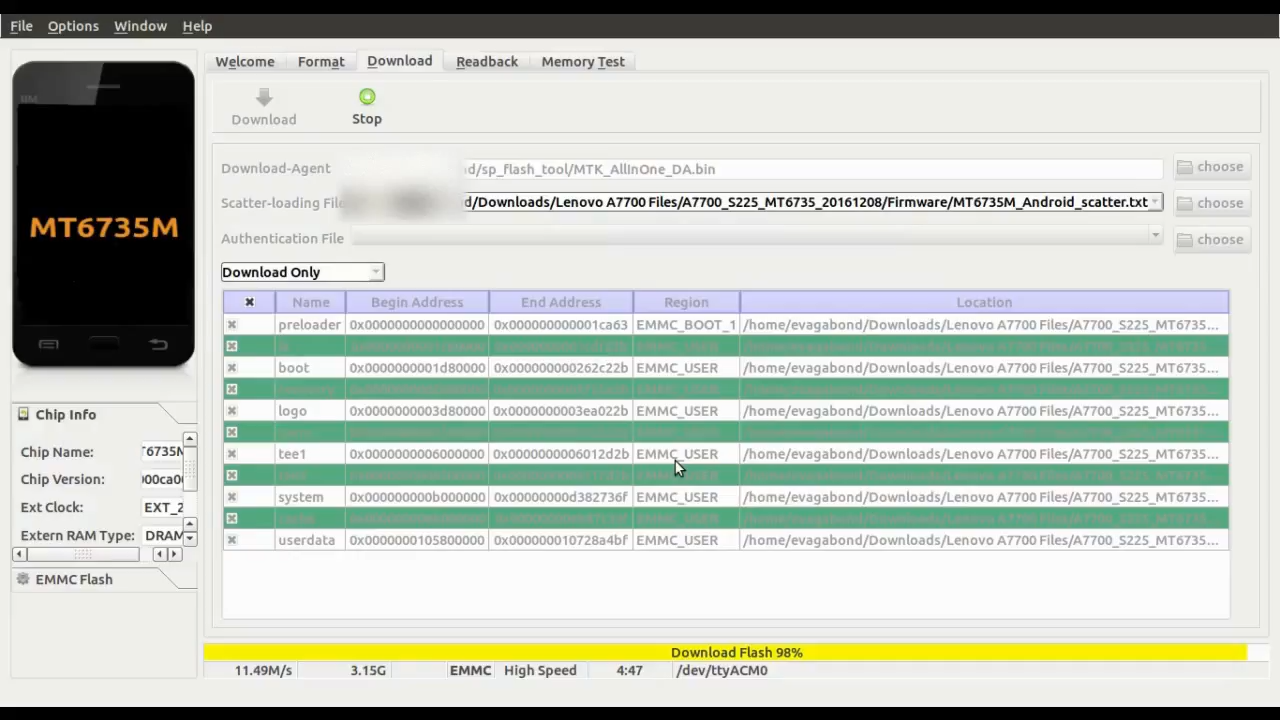 File Options Window Help
Welcome Format Download Readback Memory Test
Download Stop
MT6735M
Download-Agent d/sp_flash_tool/MTK_AllInOne_DA.bin choose
Scatter-loading File d/Downloads/Lenovo A7700 Files/A7700_S225_MT6735_20161208/Firmware/MT6735M_Android_scatter.txt choose
Authentication File choose
Download Only
Name Begin Address End Address Region Location
preloader 0x0000000000000000 0x000000000001ca63 EMMC_BOOT_1 /home/evagabond/Downloads/Lenovo A7700 Files/A7700_S225_MT6735...
boot 0x0000000001d80000 0x000000000262c22b EMMC_USER /home/evagabond/Downloads/Lenovo A7700 Files/A7700_S225_MT6735...
logo 0x0000000003d80000 0x0000000003ea022b EMMC_USER /home/evagabond/Downloads/Lenovo A7700 Files/A7700_S225_MT6735...
tee1 0x0000000006000000 0x0000000006012d2b EMMC_USER /home/evagabond/Downloads/Lenovo A7700 Files/A7700_S225_MT6735...
system 0x000000000b000000 0x00000000d382736f EMMC_USER /home/evagabond/Downloads/Lenovo A7700 Files/A7700_S225_MT6735...
userdata 0x0000000105800000 0x000000010728a4bf EMMC_USER /home/evagabond/Downloads/Lenovo A7700 Files/A7700_S225_MT6735...
Chip Info
Chip Name: T6735M
Chip Version: 000ca00
Ext Clock: EXT_2
Extern RAM Type: DRAM
EMMC Flash
Download Flash 98%
11.49M/s 3.15G EMMC High Speed 4:47 /dev/ttyACM0